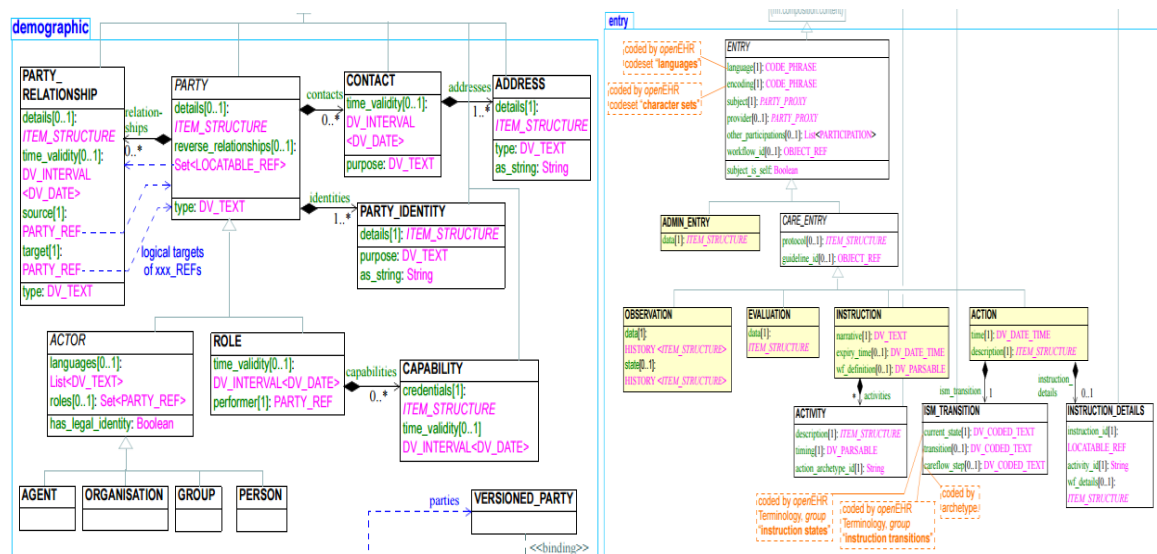 demographic
PARTY_
RELATIONSHIP
details[0..1]:
ITEM_STRUCTURE
time_validity[0..1]:
DV_INTERVAL
<DV_DATE>
source[1]:
PARTY_REF
target[1]:
PARTY_REF
type: DV_TEXT
relation-
ships
0..*
PARTY
details[0..1]:
ITEM_STRUCTURE
reverse_relationships[0..1]:
Set<LOCATABLE_REF>
type: DV_TEXT
contacts
0..*
CONTACT
time_validity[0..1]:
DV_INTERVAL
<DV_DATE>
purpose: DV_TEXT
addresses
1..*
ADDRESS
details[1]:
ITEM_STRUCTURE
type: DV_TEXT
as_string: String
identities
1..*
PARTY_IDENTITY
details[1]: ITEM_STRUCTURE
purpose: DV_TEXT
as_string: String
logical targets
of xxx_REFs
ACTOR
languages[0..1]:
List<DV_TEXT>
roles[0..1]: Set<PARTY_REF>
has_legal_identity: Boolean
ROLE
time_validity[0..1]:
DV_INTERVAL<DV_DATE>
performer[1]: PARTY_REF
capabilities
0..*
CAPABILITY
credentials[1]:
ITEM_STRUCTURE
time_validity[0..1]
DV_INTERVAL<DV_DATE>
AGENT
ORGANISATION
GROUP
PERSON
parties
VERSIONED_PARTY
<<binding>>
entry
rm.composition.content
coded by openEHR
codeset "languages"
coded by openEHR
codeset "character sets"
ENTRY
language[1]: CODE_PHRASE
encoding[1]: CODE_PHRASE
subject[1]: PARTY_PROXY
provider[0..1]: PARTY_PROXY
other_participations[0..1]: List<PARTICIPATION>
workflow_id[0..1]: OBJECT_REF
subject_is_self: Boolean
ADMIN_ENTRY
data[1]: ITEM_STRUCTURE
CARE_ENTRY
protocol[0..1]: ITEM_STRUCTURE
guideline_id[0..1]: OBJECT_REF
OBSERVATION
data[1]:
HISTORY <ITEM_STRUCTURE>
state[0..1]:
HISTORY <ITEM_STRUCTURE>
EVALUATION
data[1]:
ITEM_STRUCTURE
INSTRUCTION
narrative[1]: DV_TEXT
expiry_time[0..1]: DV_DATE_TIME
wf_definition[0..1]: DV_PARSABLE
ACTION
time[1]: DV_DATE_TIME
description[1]: ITEM_STRUCTURE
* activities
ism_transition
1
instruction_
details
0..1
ACTIVITY
description[1]: ITEM_STRUCTURE
timing[1]: DV_PARSABLE
action_archetype_id[1]: String
ISM_TRANSITION
current_state[1]: DV_CODED_TEXT
transition[0..1]: DV_CODED_TEXT
careflow_step[0..1]: DV_CODED_TEXT
INSTRUCTION_DETAILS
instruction_id[1]:
LOCATABLE_REF
activity_id[1]: String
wf_details[0..1]:
ITEM_STRUCTURE
coded by openEHR
Terminology, group
"instruction states"
coded by openEHR
Terminology, group
"instruction transitions"
coded by
archetype